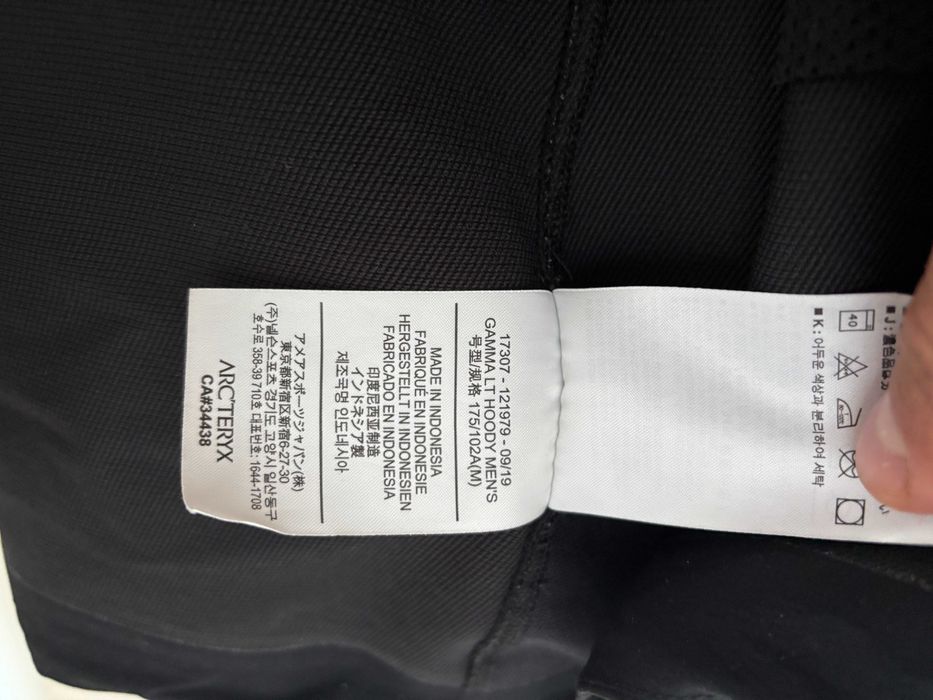 17307 - 121979 - 09/19
GAMMA LT HOODY MEN'S
号型/规格 175/102A(M)
MADE IN INDONESIA
FABRIQUÉ EN INDONESIE
HERGESTELLT IN INDONESIEN
FABRICADO EN INDONESIA
印度尼西亚制造
インドネシア製
제조국명 인도네시아
アメアスポーツジャパン(株)
東京都新宿区新宿6-27-30
(주)넬슨스포츠 경기도 고양시 일산동구
호수로 358-39 710호 대표번호: 1644-1708
ARC'TERYX
CA#34438
■ J :
40
■ K : 어두운 색상과 분리하여 세탁